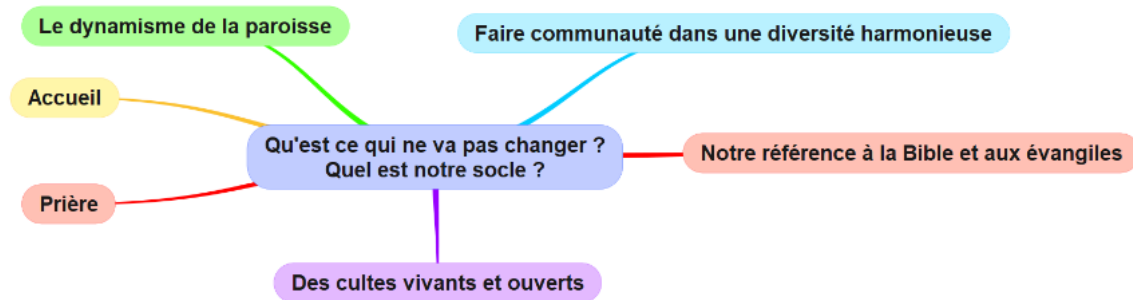 Le dynamisme de la paroisse
Faire communauté dans une diversité harmonieuse
Accueil
Qu'est ce qui ne va pas changer ?
Quel est notre socle ?
Notre référence à la Bible et aux évangiles
Prière
Des cultes vivants et ouverts